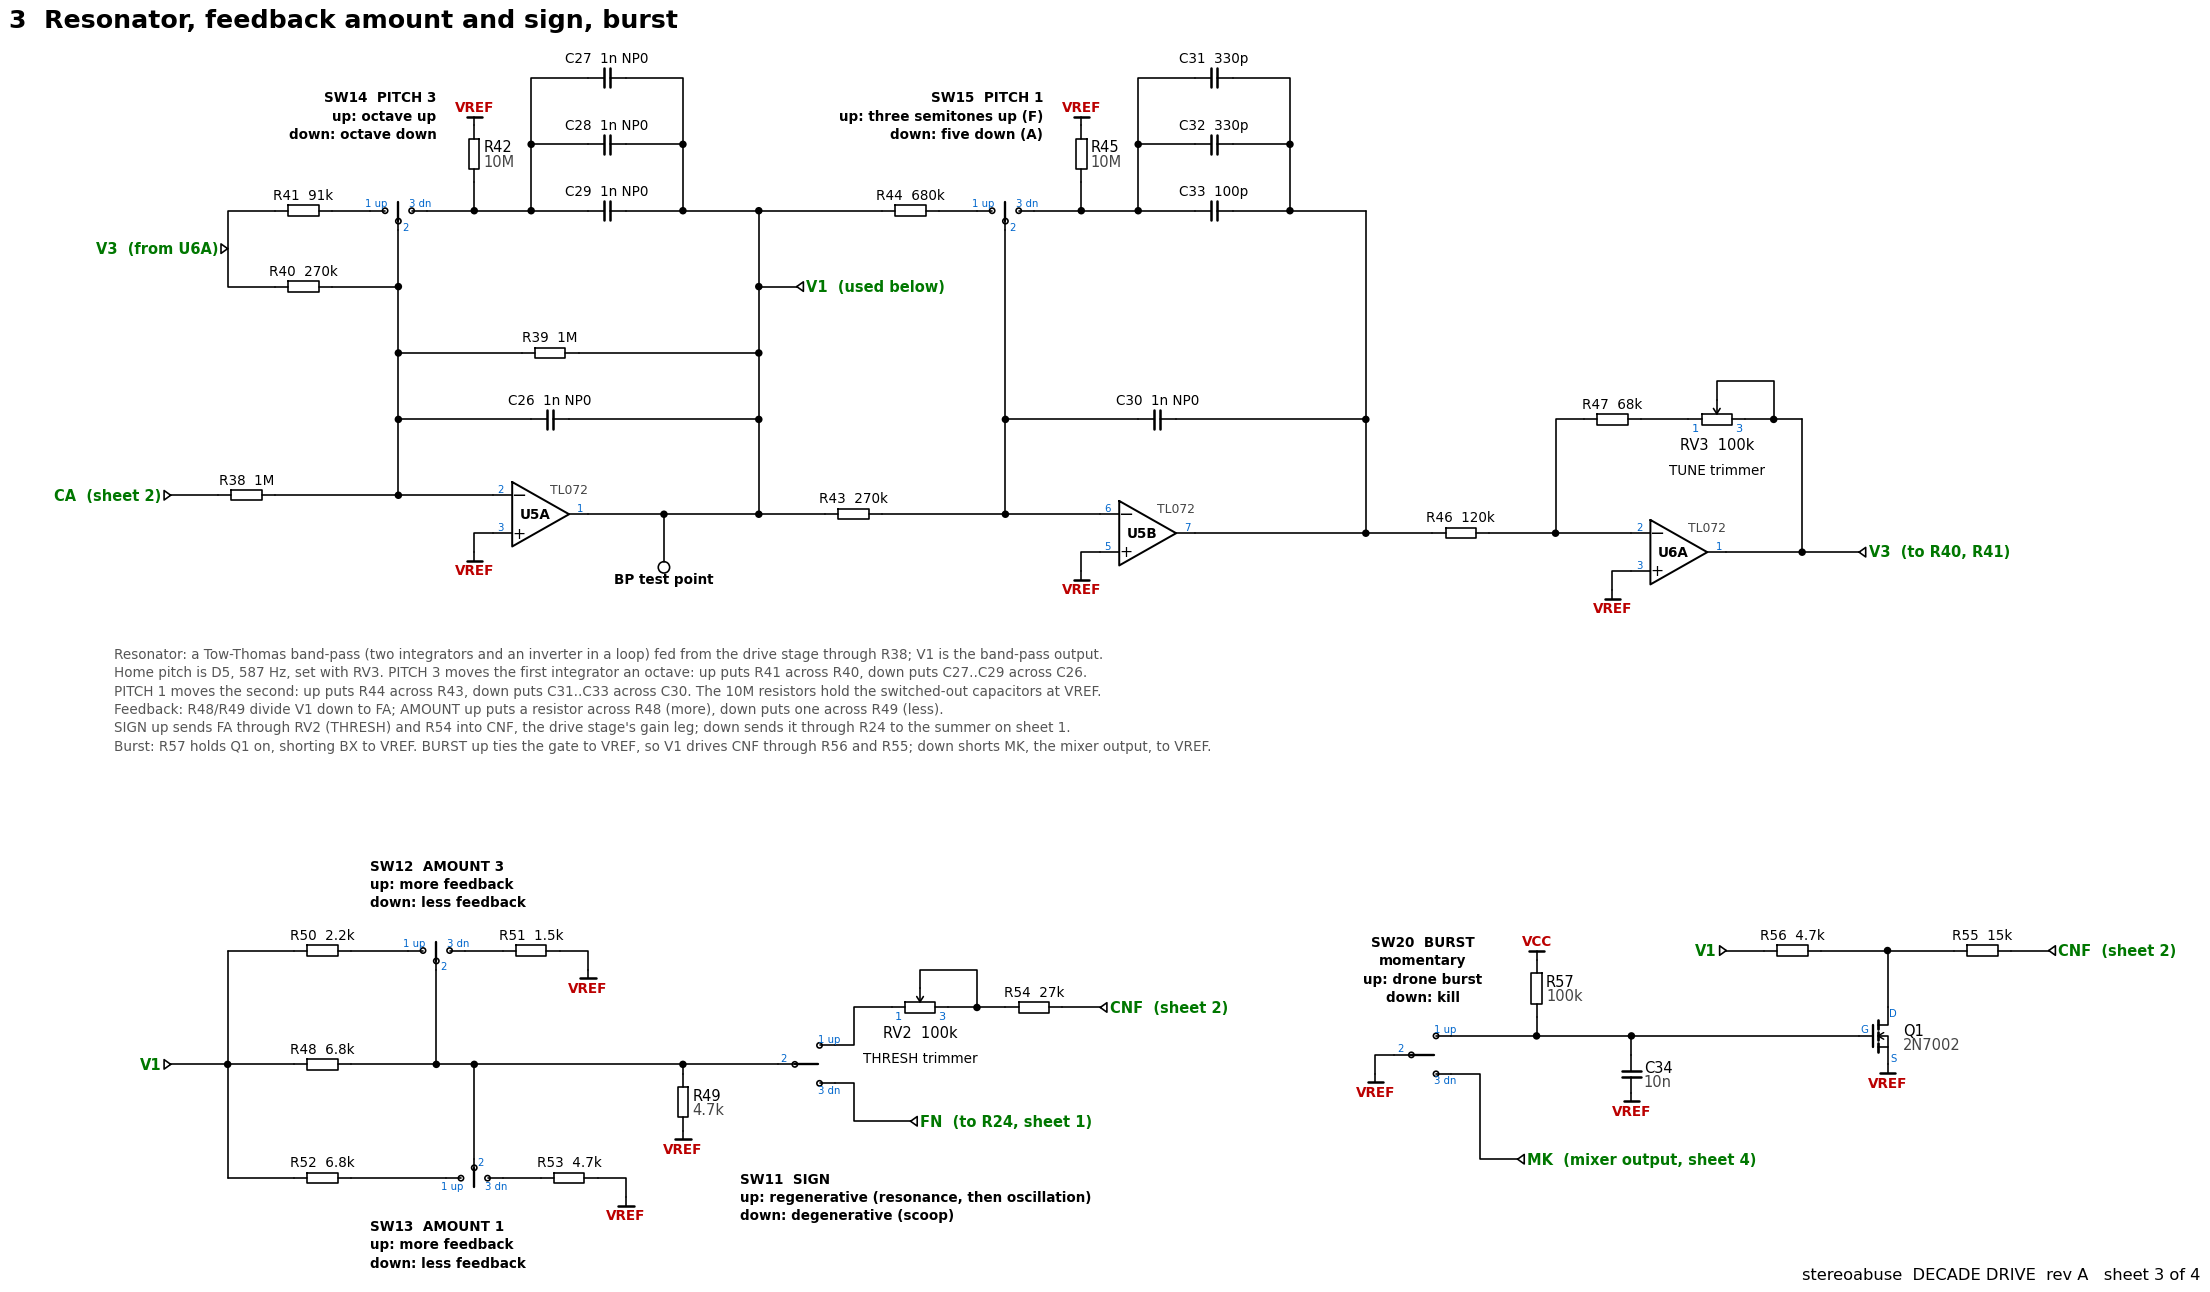 3 Resonator, feedback amount and sign, burst
C27 1n NP0
C31 330p
SW14 PITCH 3
up: octave up
down: octave down
VREF
SW15 PITCH 1
up: three semitones up (F)
down: five down (A)
VREF
C28 1n NP0
C32 330p
R42
10M
R45
10M
R41 91k
1 up
3 dn
2
C29 1n NP0
R44 680k
1 up
3 dn
2
C33 100p
V3 (from U6A)
R40 270k
V1 (used below)
R39 1M
C26 1n NP0
C30 1n NP0
R47 68k
1
3
RV3 100k
TUNE trimmer
CA (sheet 2)
R38 1M
2
3
−
+
U5A
TL072
1
VREF
BP test point
R43 270k
6
5
−
+
U5B
TL072
7
VREF
R46 120k
2
3
−
+
U6A
TL072
1
VREF
V3 (to R40, R41)
Resonator: a Tow-Thomas band-pass (two integrators and an inverter in a loop) fed from the drive stage through R38; V1 is the band-pass output.
Home pitch is D5, 587 Hz, set with RV3. PITCH 3 moves the first integrator an octave: up puts R41 across R40, down puts C27..C29 across C26.
PITCH 1 moves the second: up puts R44 across R43, down puts C31..C33 across C30. The 10M resistors hold the switched-out capacitors at VREF.
Feedback: R48/R49 divide V1 down to FA; AMOUNT up puts a resistor across R48 (more), down puts one across R49 (less).
SIGN up sends FA through RV2 (THRESH) and R54 into CNF, the drive stage's gain leg; down sends it through R24 to the summer on sheet 1.
Burst: R57 holds Q1 on, shorting BX to VREF. BURST up ties the gate to VREF, so V1 drives CNF through R56 and R55; down shorts MK, the mixer output, to VREF.
SW12 AMOUNT 3
up: more feedback
down: less feedback
R50 2.2k
1 up
3 dn
2
R51 1.5k
VREF
V1
R48 6.8k
R49
4.7k
VREF
2
1 up
3 dn
1
3
RV2 100k
THRESH trimmer
R54 27k
CNF (sheet 2)
FN (to R24, sheet 1)
R52 6.8k
2
1 up
3 dn
R53 4.7k
VREF
SW11 SIGN
up: regenerative (resonance, then oscillation)
down: degenerative (scoop)
SW13 AMOUNT 1
up: more feedback
down: less feedback
SW20 BURST
momentary
up: drone burst
down: kill
VCC
R57
100k
1 up
2
3 dn
VREF
C34
10n
VREF
V1
R56 4.7k
R55 15k
CNF (sheet 2)
D
G
S
Q1
2N7002
VREF
MK (mixer output, sheet 4)
stereoabuse DECADE DRIVE rev A sheet 3 of 4